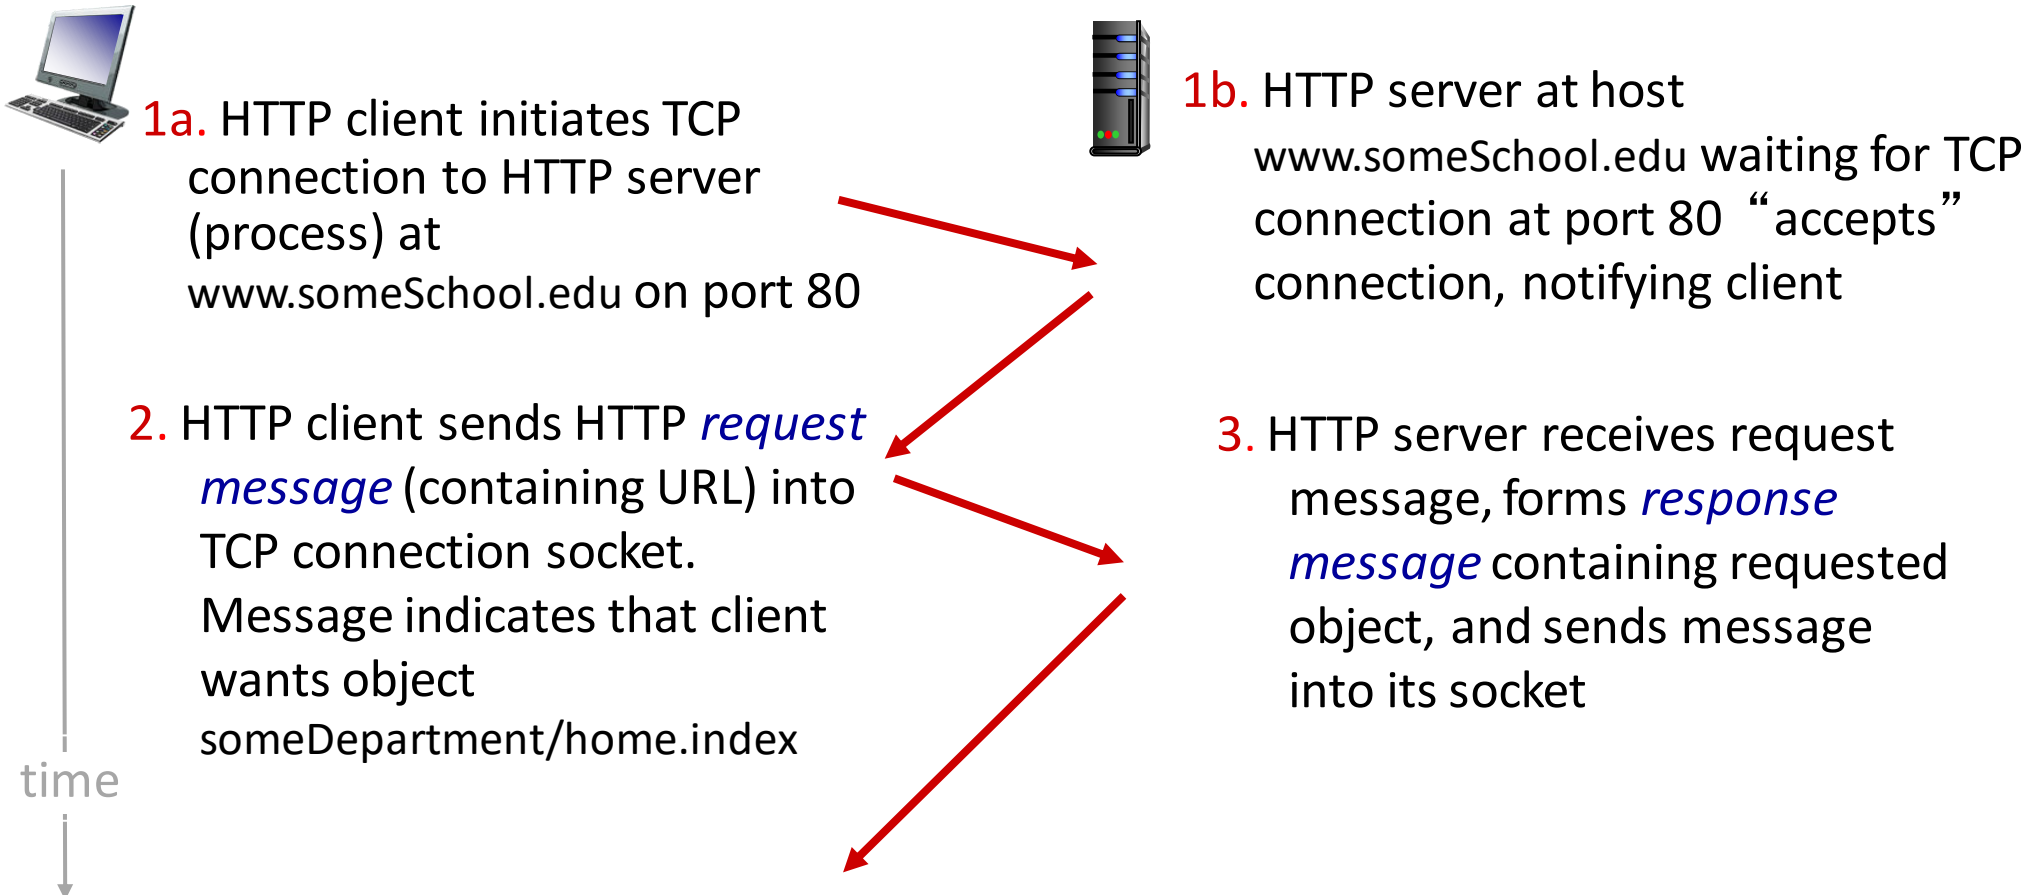 1a. HTTP client initiates TCP
connection to HTTP server
(process) at
www.someSchool.edu on port 80
1b. HTTP server at host
www.someSchool.edu waiting for TCP
connection at port 80 “accepts”
connection, notifying client
2. HTTP client sends HTTP request
message (containing URL) into
TCP connection socket.
Message indicates that client
wants object
someDepartment/home.index
3. HTTP server receives request
message, forms response
message containing requested
object, and sends message
into its socket
time